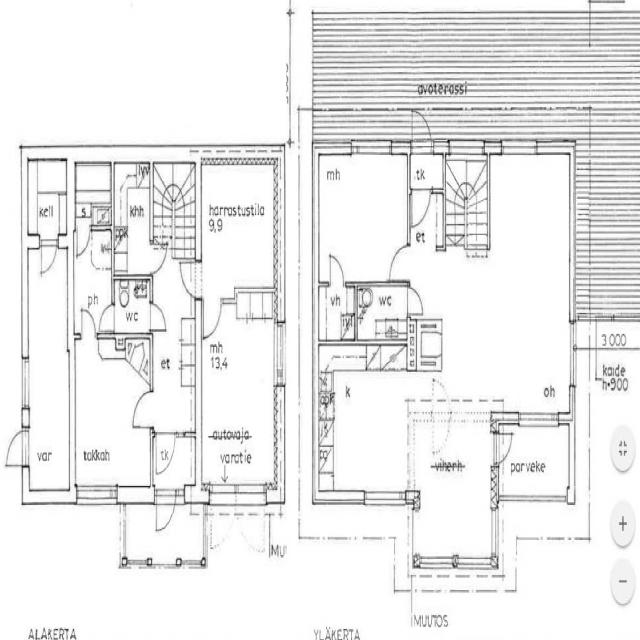 avoterassi
mh
tk
et
kell
s
khh
harrastustila
9,9
ph
wc
vh
wc
3 000
kaide
h=900
mh
13,4
et
k
oh
autovaja
varatie
var
takkah
tk
viherh
parveke
MUUTOS
ALAKERTA
YLÄKERTA